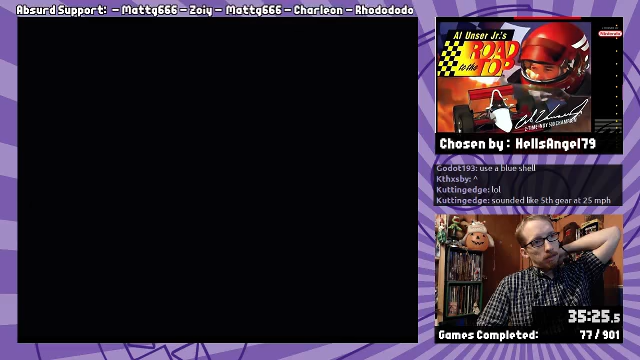 Absurd Support: - Mattg666 - Zoiy - Mattg666 - Charleon - Rhodododo
Al Unser Jr.'s
ROAD
to the
TOP
Nintendo
Chosen by: HellsAngel79
Godot193: use a blue shell
Kthxsby: ^
Kuttingedge: lol
Kuttingedge: sounded like 5th gear at 25 mph
35:25.5
Games Completed: 77 / 901